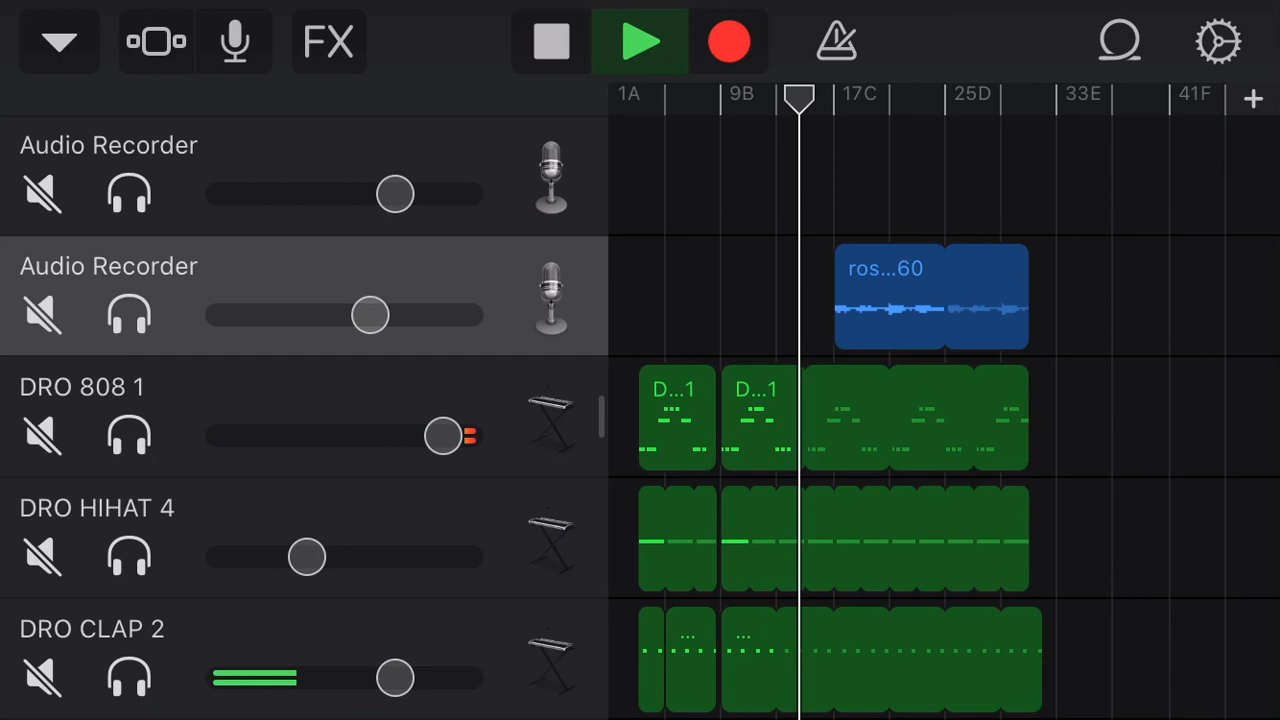 FX
1A 9B 17C 25D 33E 41F +
Audio Recorder
Audio Recorder
ros...60
DRO 808 1
D...1 D...1
DRO HIHAT 4
DRO CLAP 2
... ...